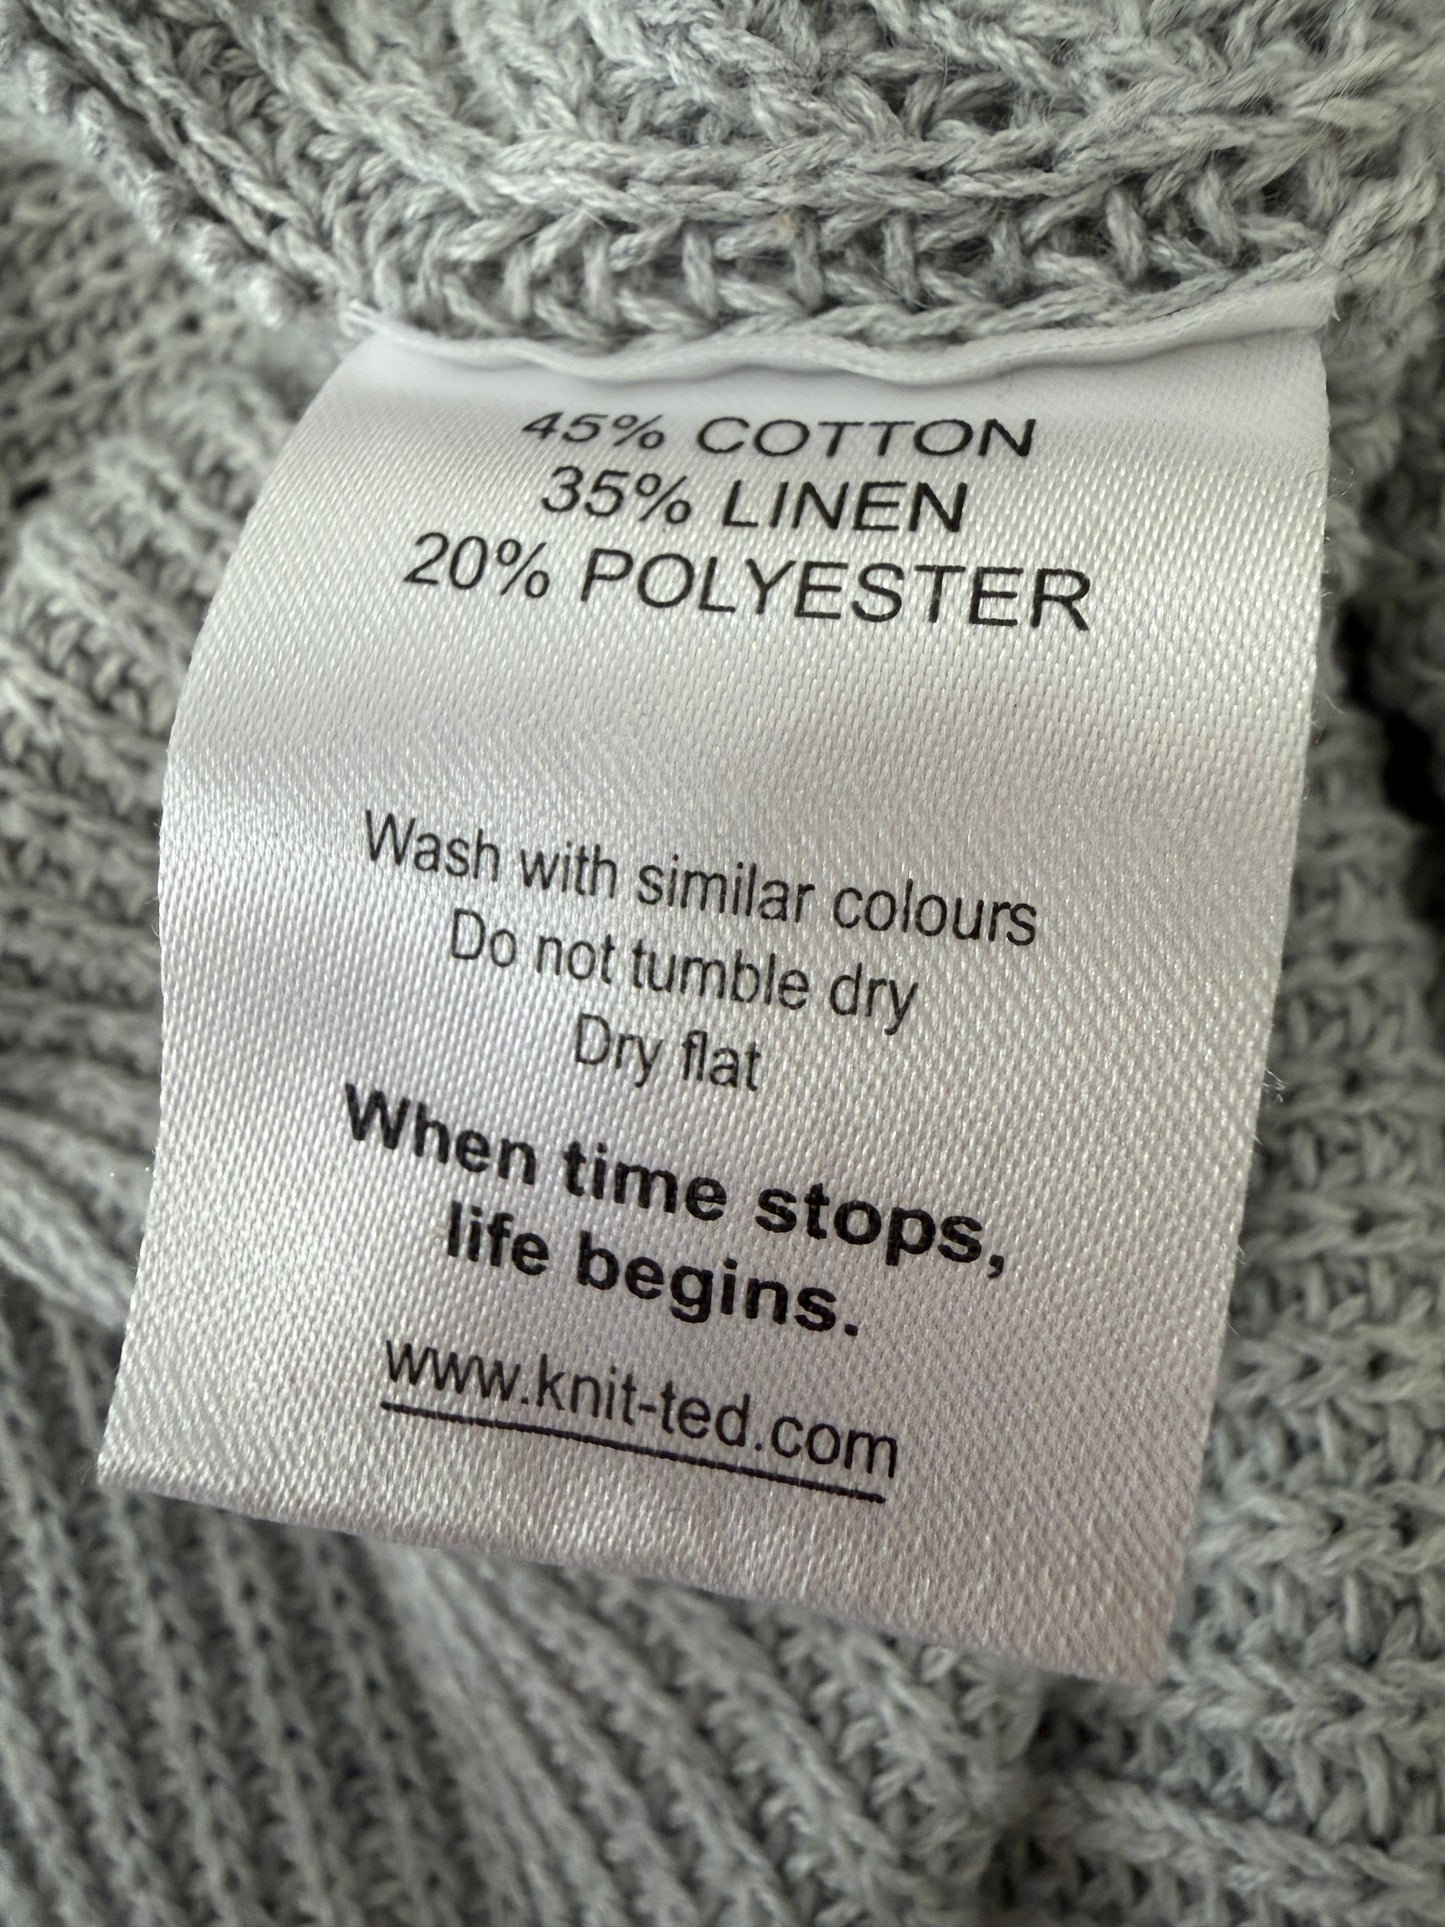 45% COTTON
35% LINEN
20% POLYESTER
Wash with similar colours
Do not tumble dry
Dry flat
When time stops,
life begins.
www.knit-ted.com